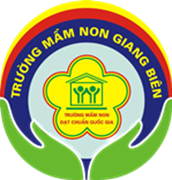 TRƯỜNG MẦM NON GIANG BIÊN
TRƯỜNG MẦM NON
ĐẠT CHUẨN QUỐC GIA